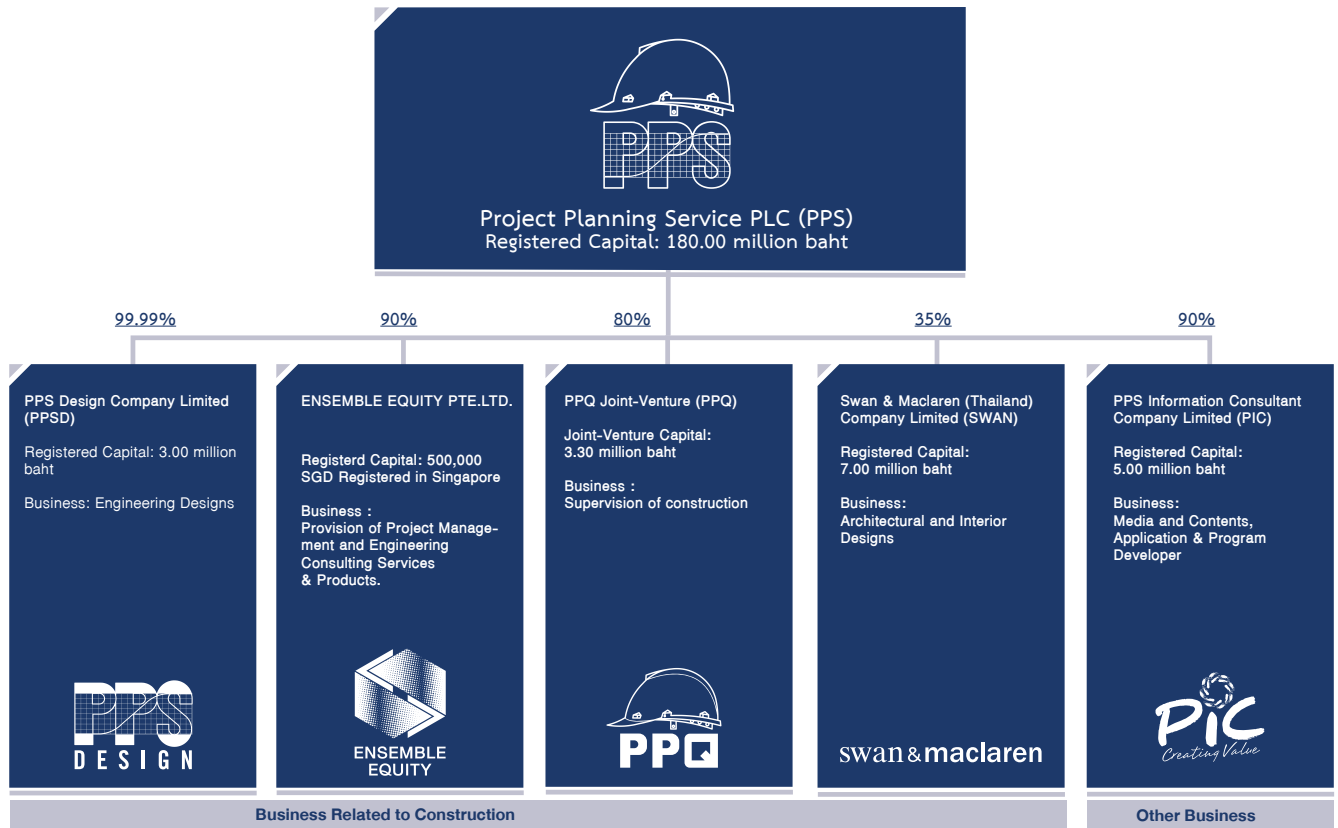 PPS
Project Planning Service PLC (PPS)
Registered Capital: 180.00 million baht
99.99%
90%
80%
35%
90%
PPS Design Company Limited
(PPSD)
Registered Capital: 3.00 million
baht
Business: Engineering Designs
PPS
DESIGN
ENSEMBLE EQUITY PTE.LTD.
Registerd Capital: 500,000
SGD Registered in Singapore
Business :
Provision of Project Manage-
ment and Engineering
Consulting Services
& Products.
ENSEMBLE
EQUITY
PPQ Joint-Venture (PPQ)
Joint-Venture Capital:
3.30 million baht
Business :
Supervision of construction
PPQ
Swan & Maclaren (Thailand)
Company Limited (SWAN)
Registered Capital:
7.00 million baht
Business:
Architectural and Interior
Designs
swan&maclaren
PPS Information Consultant
Company Limited (PIC)
Registered Capital:
5.00 million baht
Business:
Media and Contents,
Application & Program
Developer
PiC
Creating Value
Business Related to Construction
Other Business